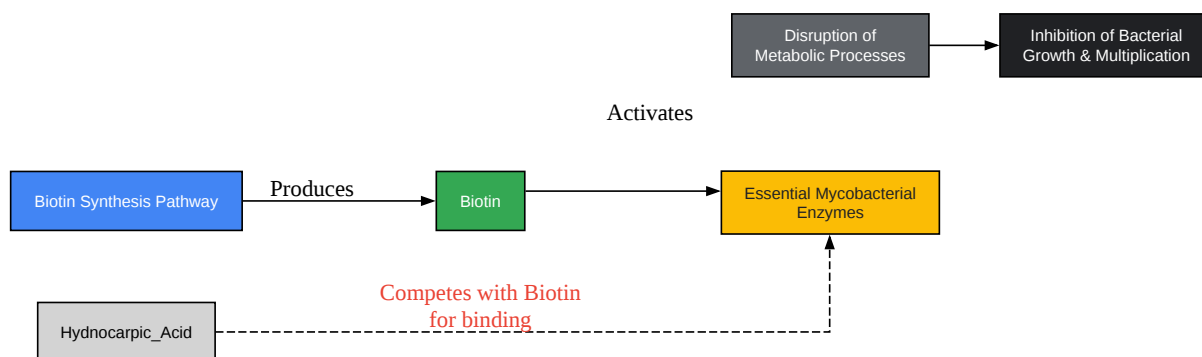 Disruption of
Metabolic Processes
Inhibition of Bacterial
Growth & Multiplication
Activates
Biotin Synthesis Pathway
Produces
Biotin
Essential Mycobacterial
Enzymes
Competes with Biotin
for binding
Hydnocarpic_Acid